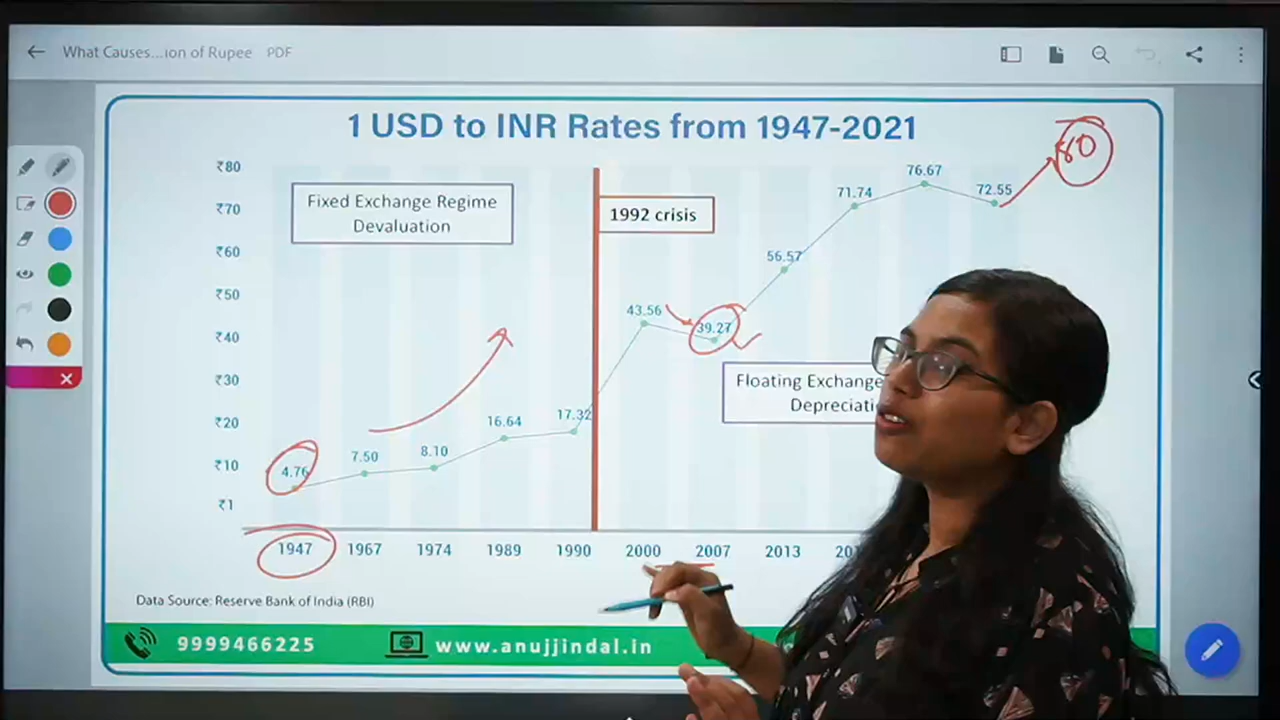 What Causes...ion of Rupee PDF
1 USD to INR Rates from 1947-2021
₹80
₹70
₹60
₹50
₹40
₹30
₹20
₹10
₹1
Fixed Exchange Regime
Devaluation
1992 crisis
Floating Exchange
4.76
7.50
8.10
16.64
17.32
43.56
39.27
56.57
71.74
76.67
72.55
80
1947 1967 1974 1989 1990 2000 2007 2013
Data Source: Reserve Bank of India (RBI)
9999466225 www.anujjindal.in